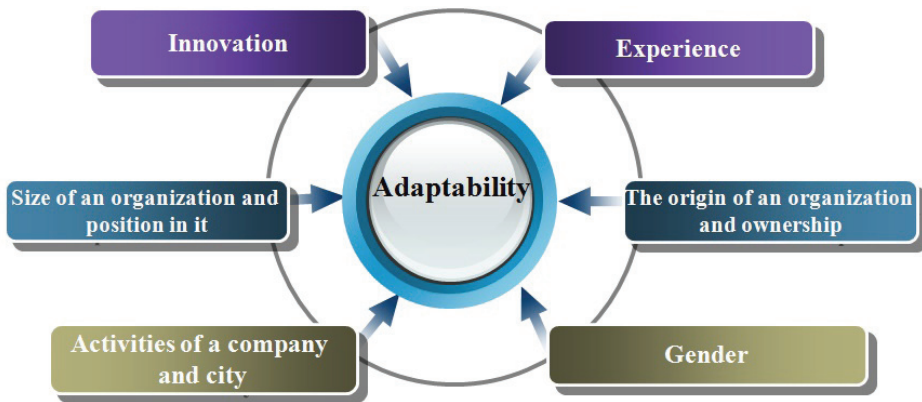 Innovation
Experience
Adaptability
Size of an organization and
position in it
The origin of an organization
and ownership
Activities of a company
and city
Gender